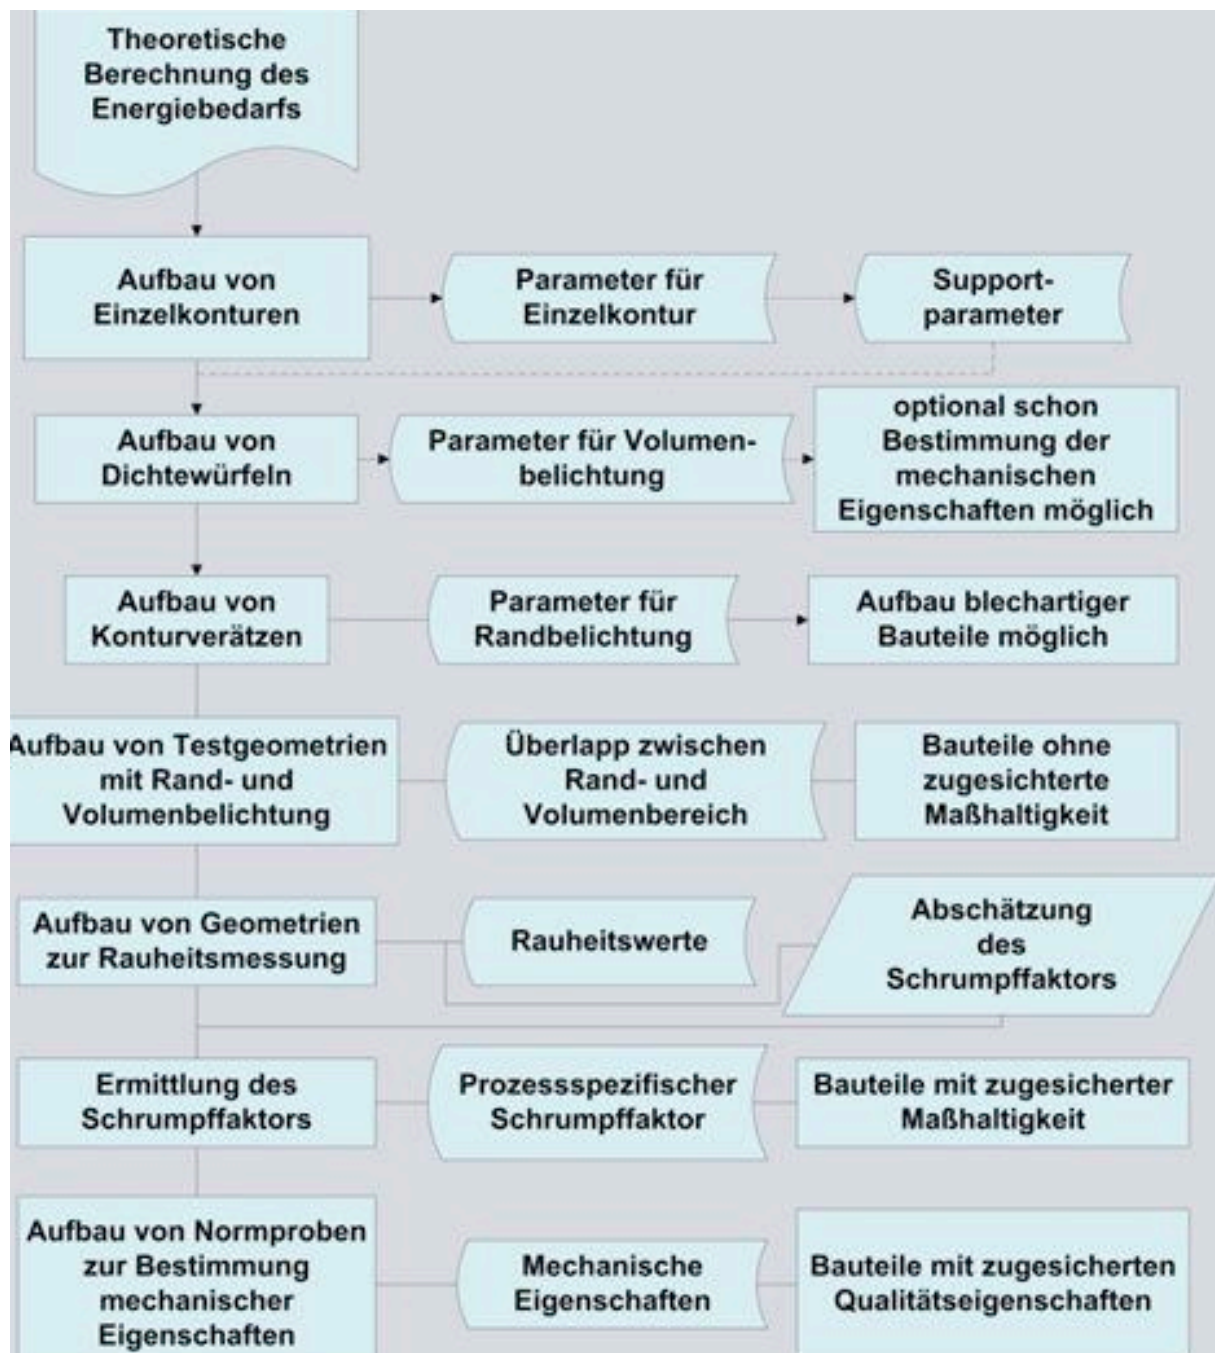 Theoretische
Berechnung des
Energiebedarfs
Aufbau von
Einzelkonturen
Parameter für
Einzelkontur
Support-
parameter
Aufbau von
Dichtewürfeln
Parameter für Volumen-
belichtung
optional schon
Bestimmung der
mechanischen
Eigenschaften möglich
Aufbau von
Konturverätzen
Parameter für
Randbelichtung
Aufbau blechartiger
Bauteile möglich
Aufbau von Testgeometrien
mit Rand- und
Volumenbelichtung
Überlapp zwischen
Rand- und
Volumenbereich
Bauteile ohne
zugesichterte
Maßhaltigkeit
Aufbau von Geometrien
zur Rauheitsmessung
Rauheitswerte
Abschätzung
des
Schrumpffaktors
Ermittlung des
Schrumpffaktors
Prozessspezifischer
Schrumpffaktor
Bauteile mit zugesicherter
Maßhaltigkeit
Aufbau von Normproben
zur Bestimmung
mechanischer
Eigenschaften
Mechanische
Eigenschaften
Bauteile mit zugesicherten
Qualitätseigenschaften